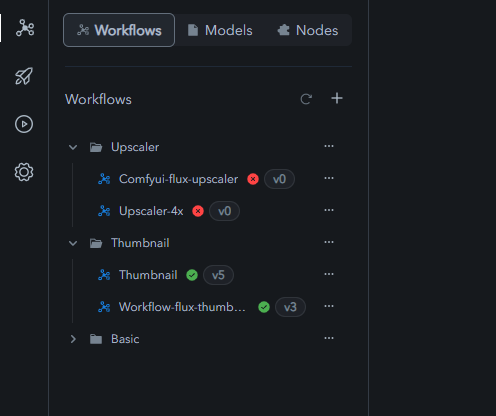 Workflows Models Nodes
Workflows
Upscaler
Comfyui-flux-upscaler v0
Upscaler-4x v0
Thumbnail
Thumbnail v5
Workflow-flux-thumb... v3
Basic